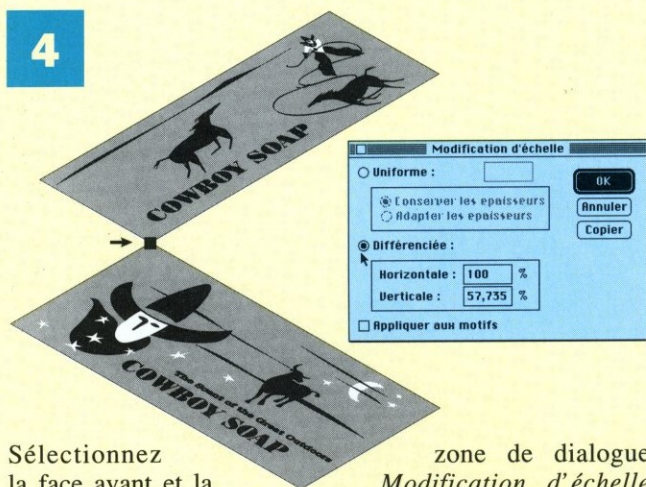 4
COWBOY SOAP
Modification d'échelle
Uniforme :
Conserver les epaisseurs
Adapter les epaisseurs
Différenciée :
Horizontale : 100 %
Verticale : 57,735 %
Appliquer aux motifs
OK
Annuler
Copier
The Scent of the Great Outdoors
COWBOY SOAP
Sélectionnez
la face avant et la
zone de dialogue
Modification d'échelle